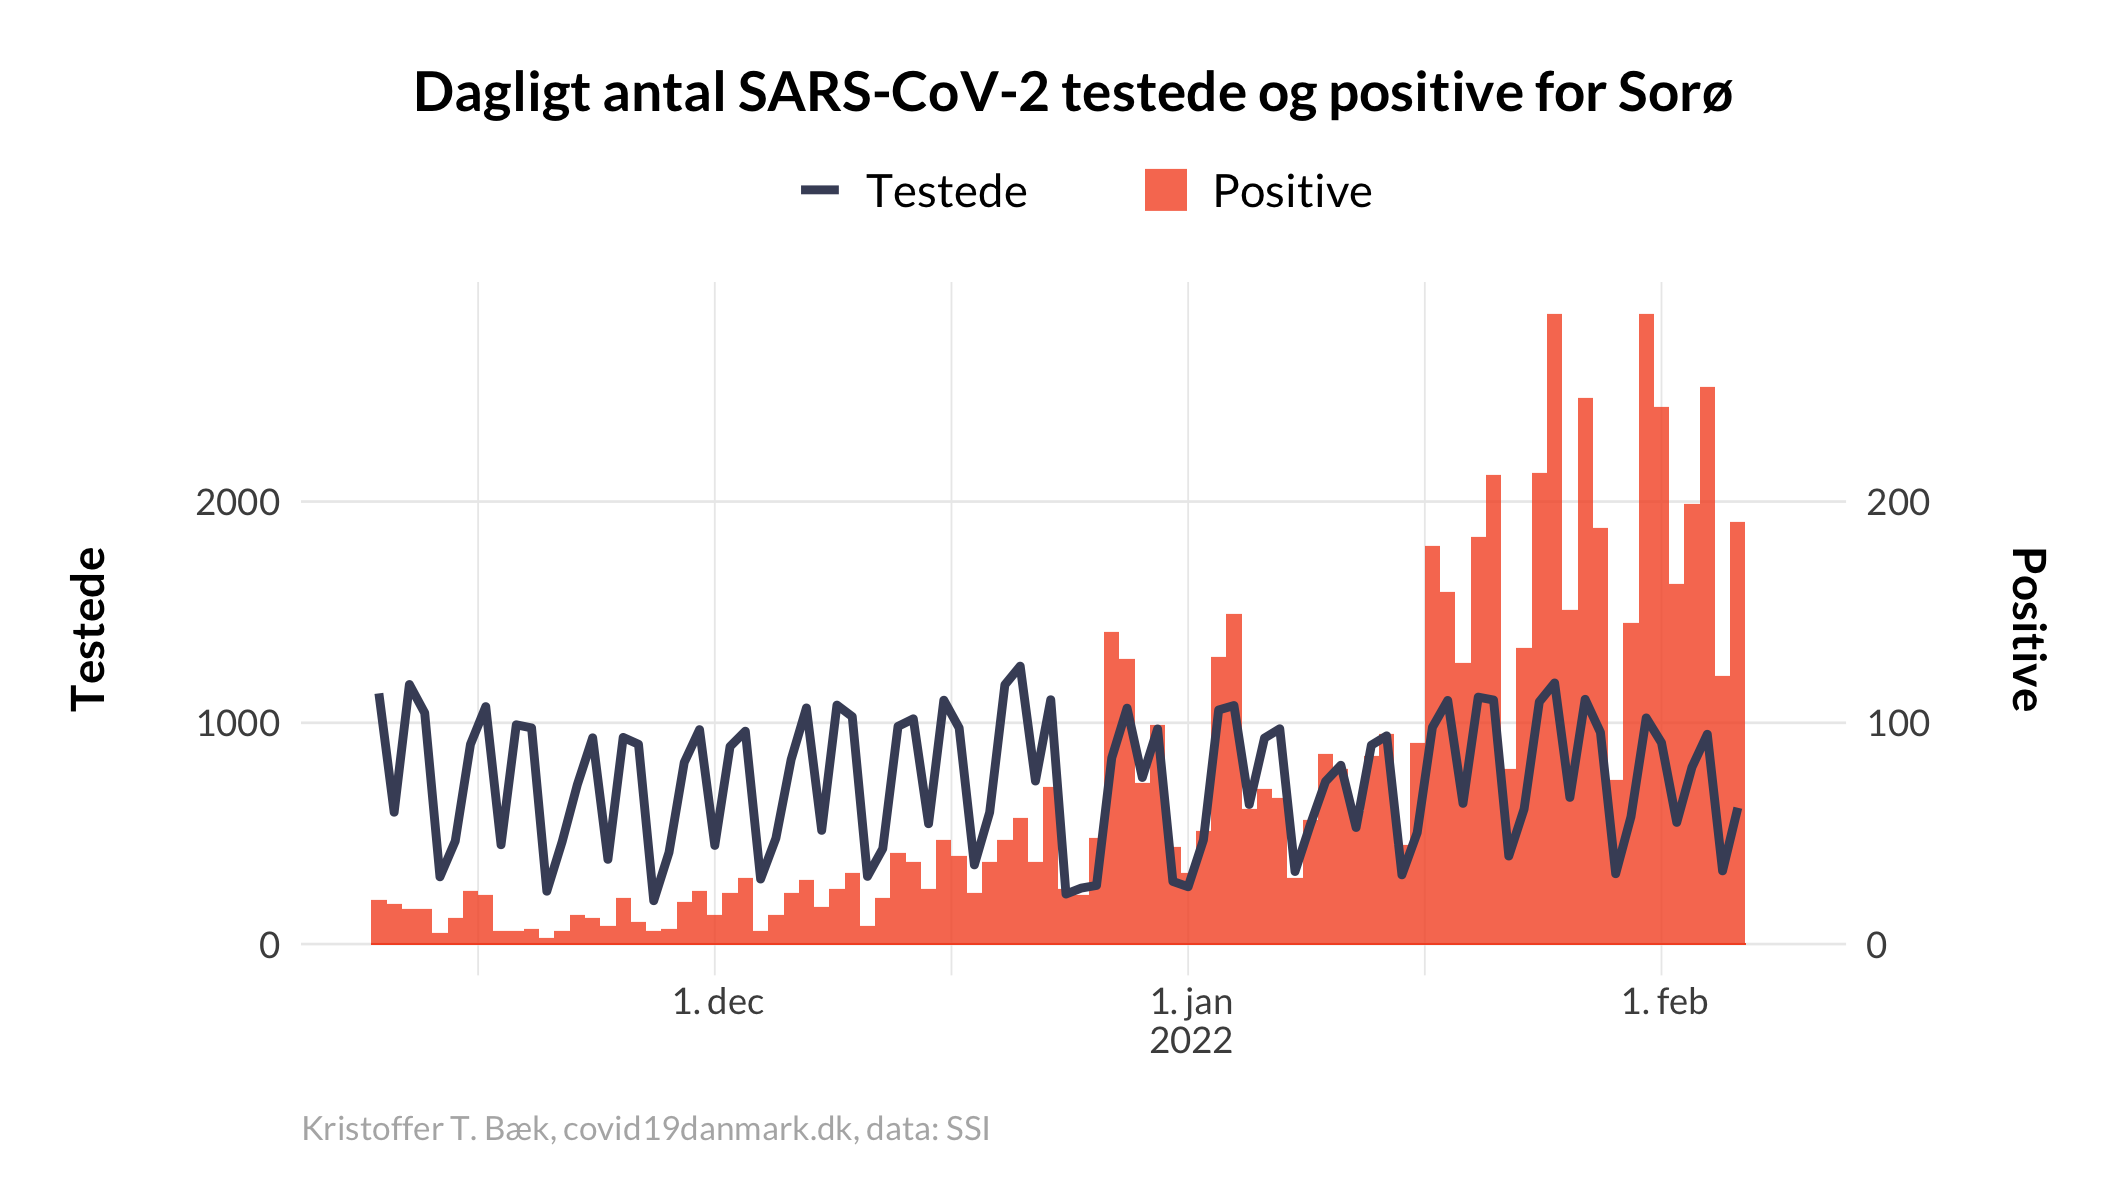 Dagligt antal SARS-CoV-2 testede og positive for Sorø
Testede
Positive
Testede
2000
1000
0
200
100
0
Positive
1. dec
1. jan
2022
1. feb
Kristoffer T. Bæk, covid19danmark.dk, data: SSI